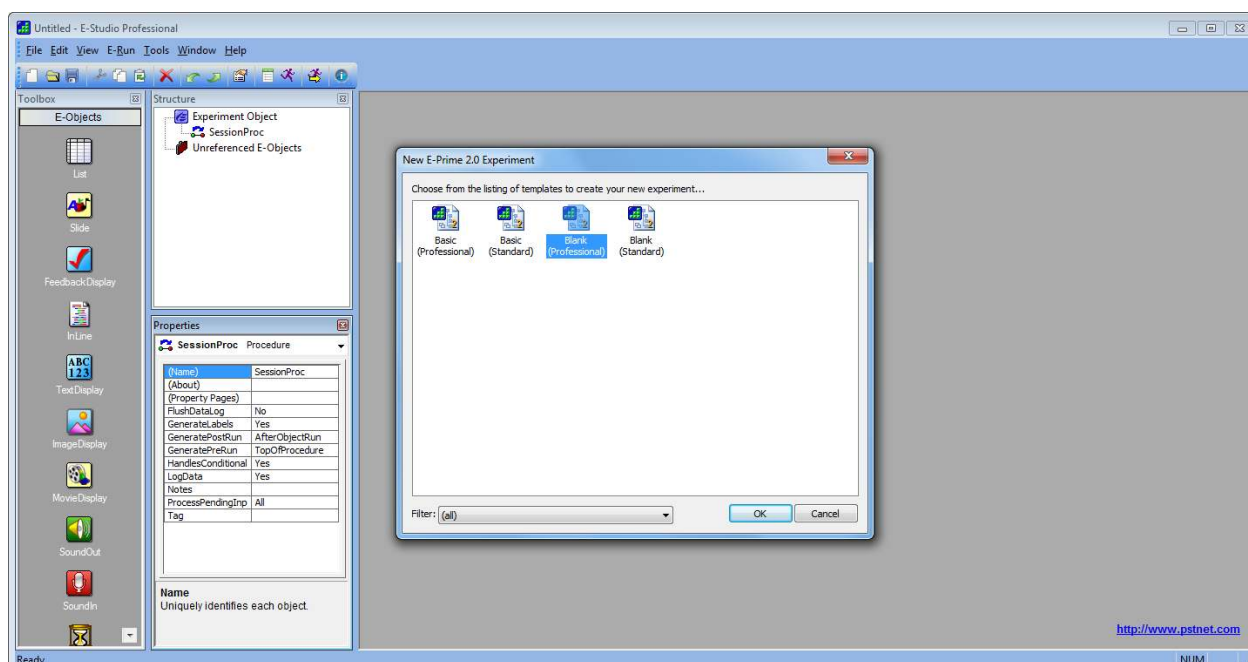 Untitled - E-Studio Professional
File Edit View E-Run Tools Window Help
Toolbox
E-Objects
List
Slide
FeedbackDisplay
InLine
ABC
123
TextDisplay
ImageDisplay
MovieDisplay
SoundOut
SoundIn
Structure
Experiment Object
SessionProc
Unreferenced E-Objects
Properties
SessionProc Procedure
(Name) SessionProc
(About)
(Property Pages)
FlushDataLog No
GenerateLabels Yes
GeneratePostRun AfterObjectRun
GeneratePreRun TopOfProcedure
HandlesConditional Yes
LogData Yes
Notes
ProcessPendingInp All
Tag
Name
Uniquely identifies each object.
New E-Prime 2.0 Experiment
Choose from the listing of templates to create your new experiment...
Basic Basic Blank Blank
(Professional) (Standard) (Professional) (Standard)
Filter: (all) OK Cancel
http://www.pstnet.com
Ready NUM